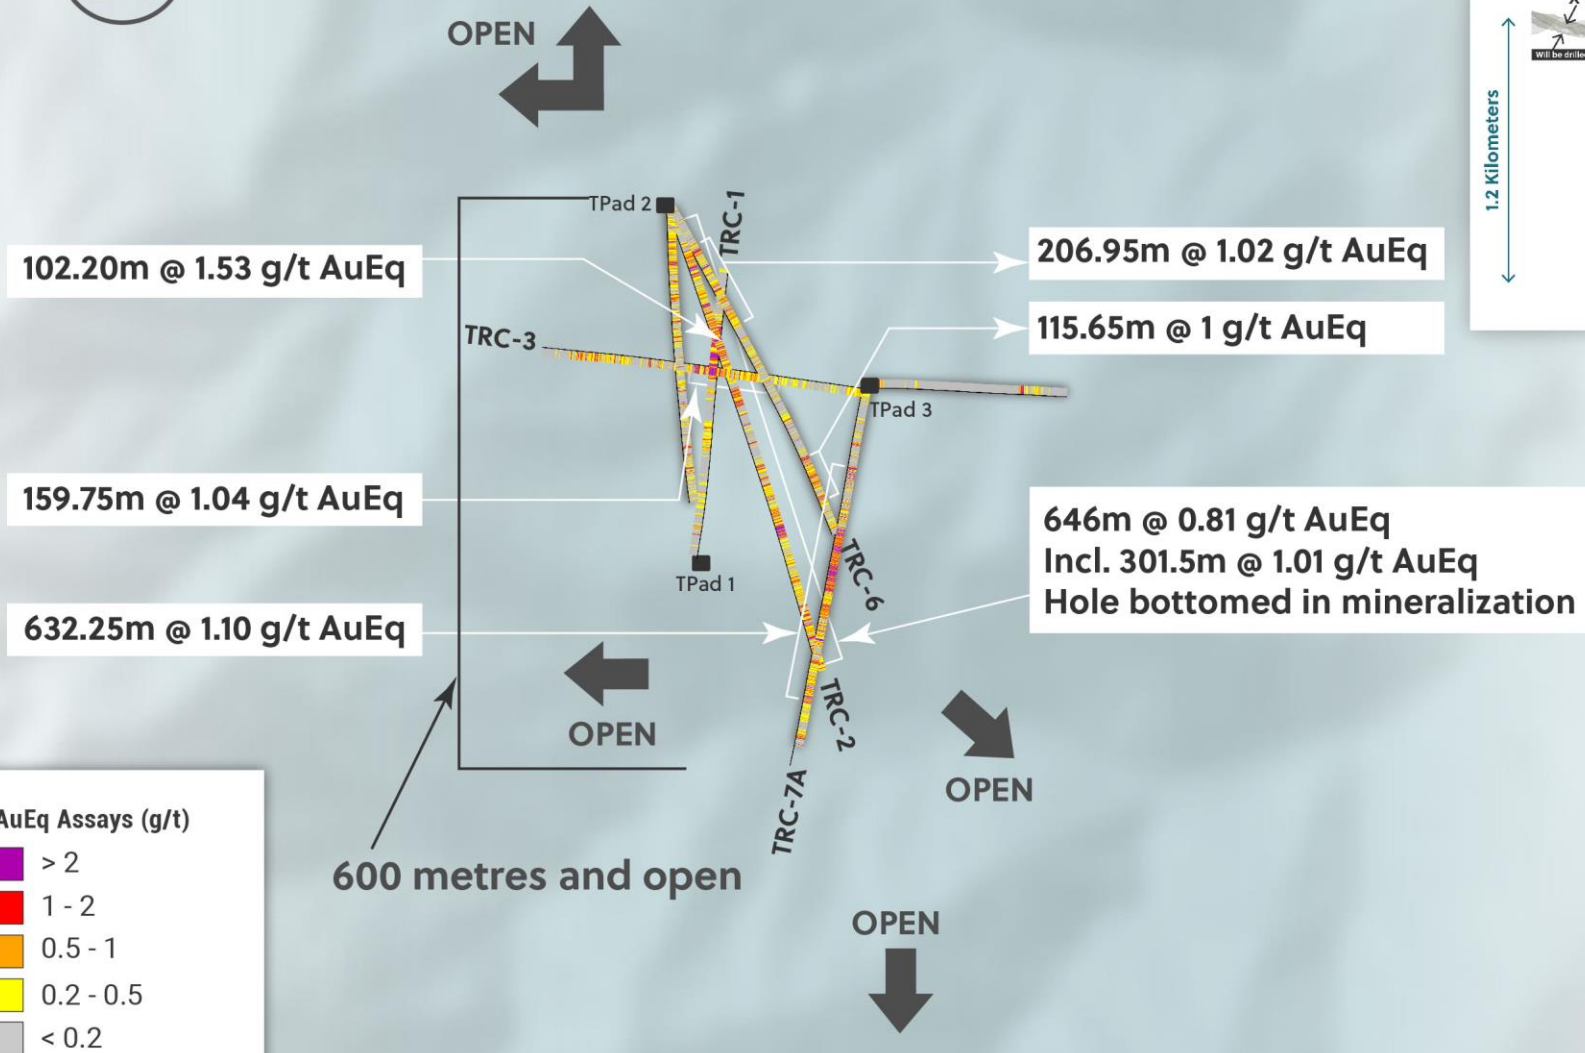 OPEN
1.2 Kilometers
TPad 2
TRC-1
102.20m @ 1.53 g/t AuEq
206.95m @ 1.02 g/t AuEq
115.65m @ 1 g/t AuEq
TRC-3
TPad 3
159.75m @ 1.04 g/t AuEq
646m @ 0.81 g/t AuEq
Incl. 301.5m @ 1.01 g/t AuEq
Hole bottomed in mineralization
TPad 1
TRC-6
632.25m @ 1.10 g/t AuEq
OPEN
TRC-2
OPEN
TRC-7A
600 metres and open
OPEN
AuEq Assays (g/t)
> 2
1 - 2
0.5 - 1
0.2 - 0.5
< 0.2
Will be drille